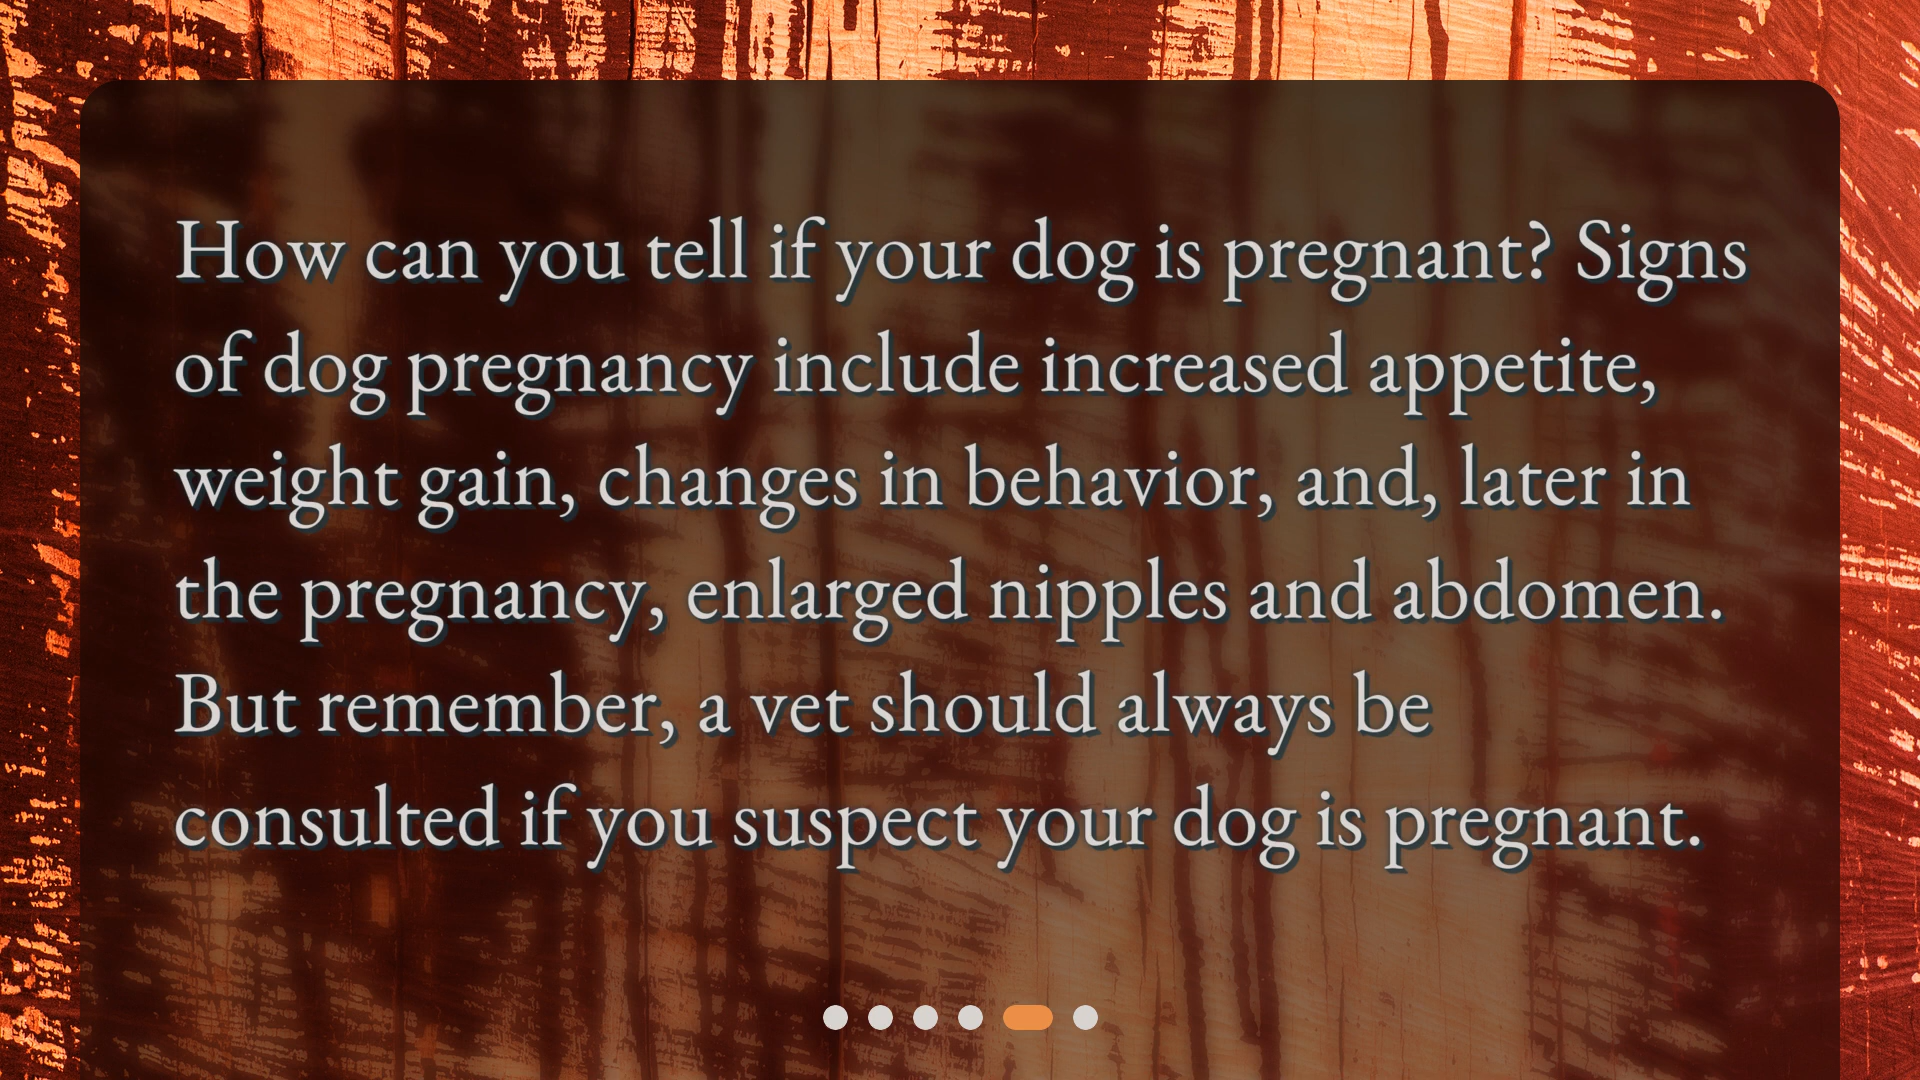 How can you tell if your dog is pregnant? Signs
of dog pregnancy include increased appetite,
weight gain, changes in behavior, and, later in
the pregnancy, enlarged nipples and abdomen.
But remember, a vet should always be
consulted if you suspect your dog is pregnant.